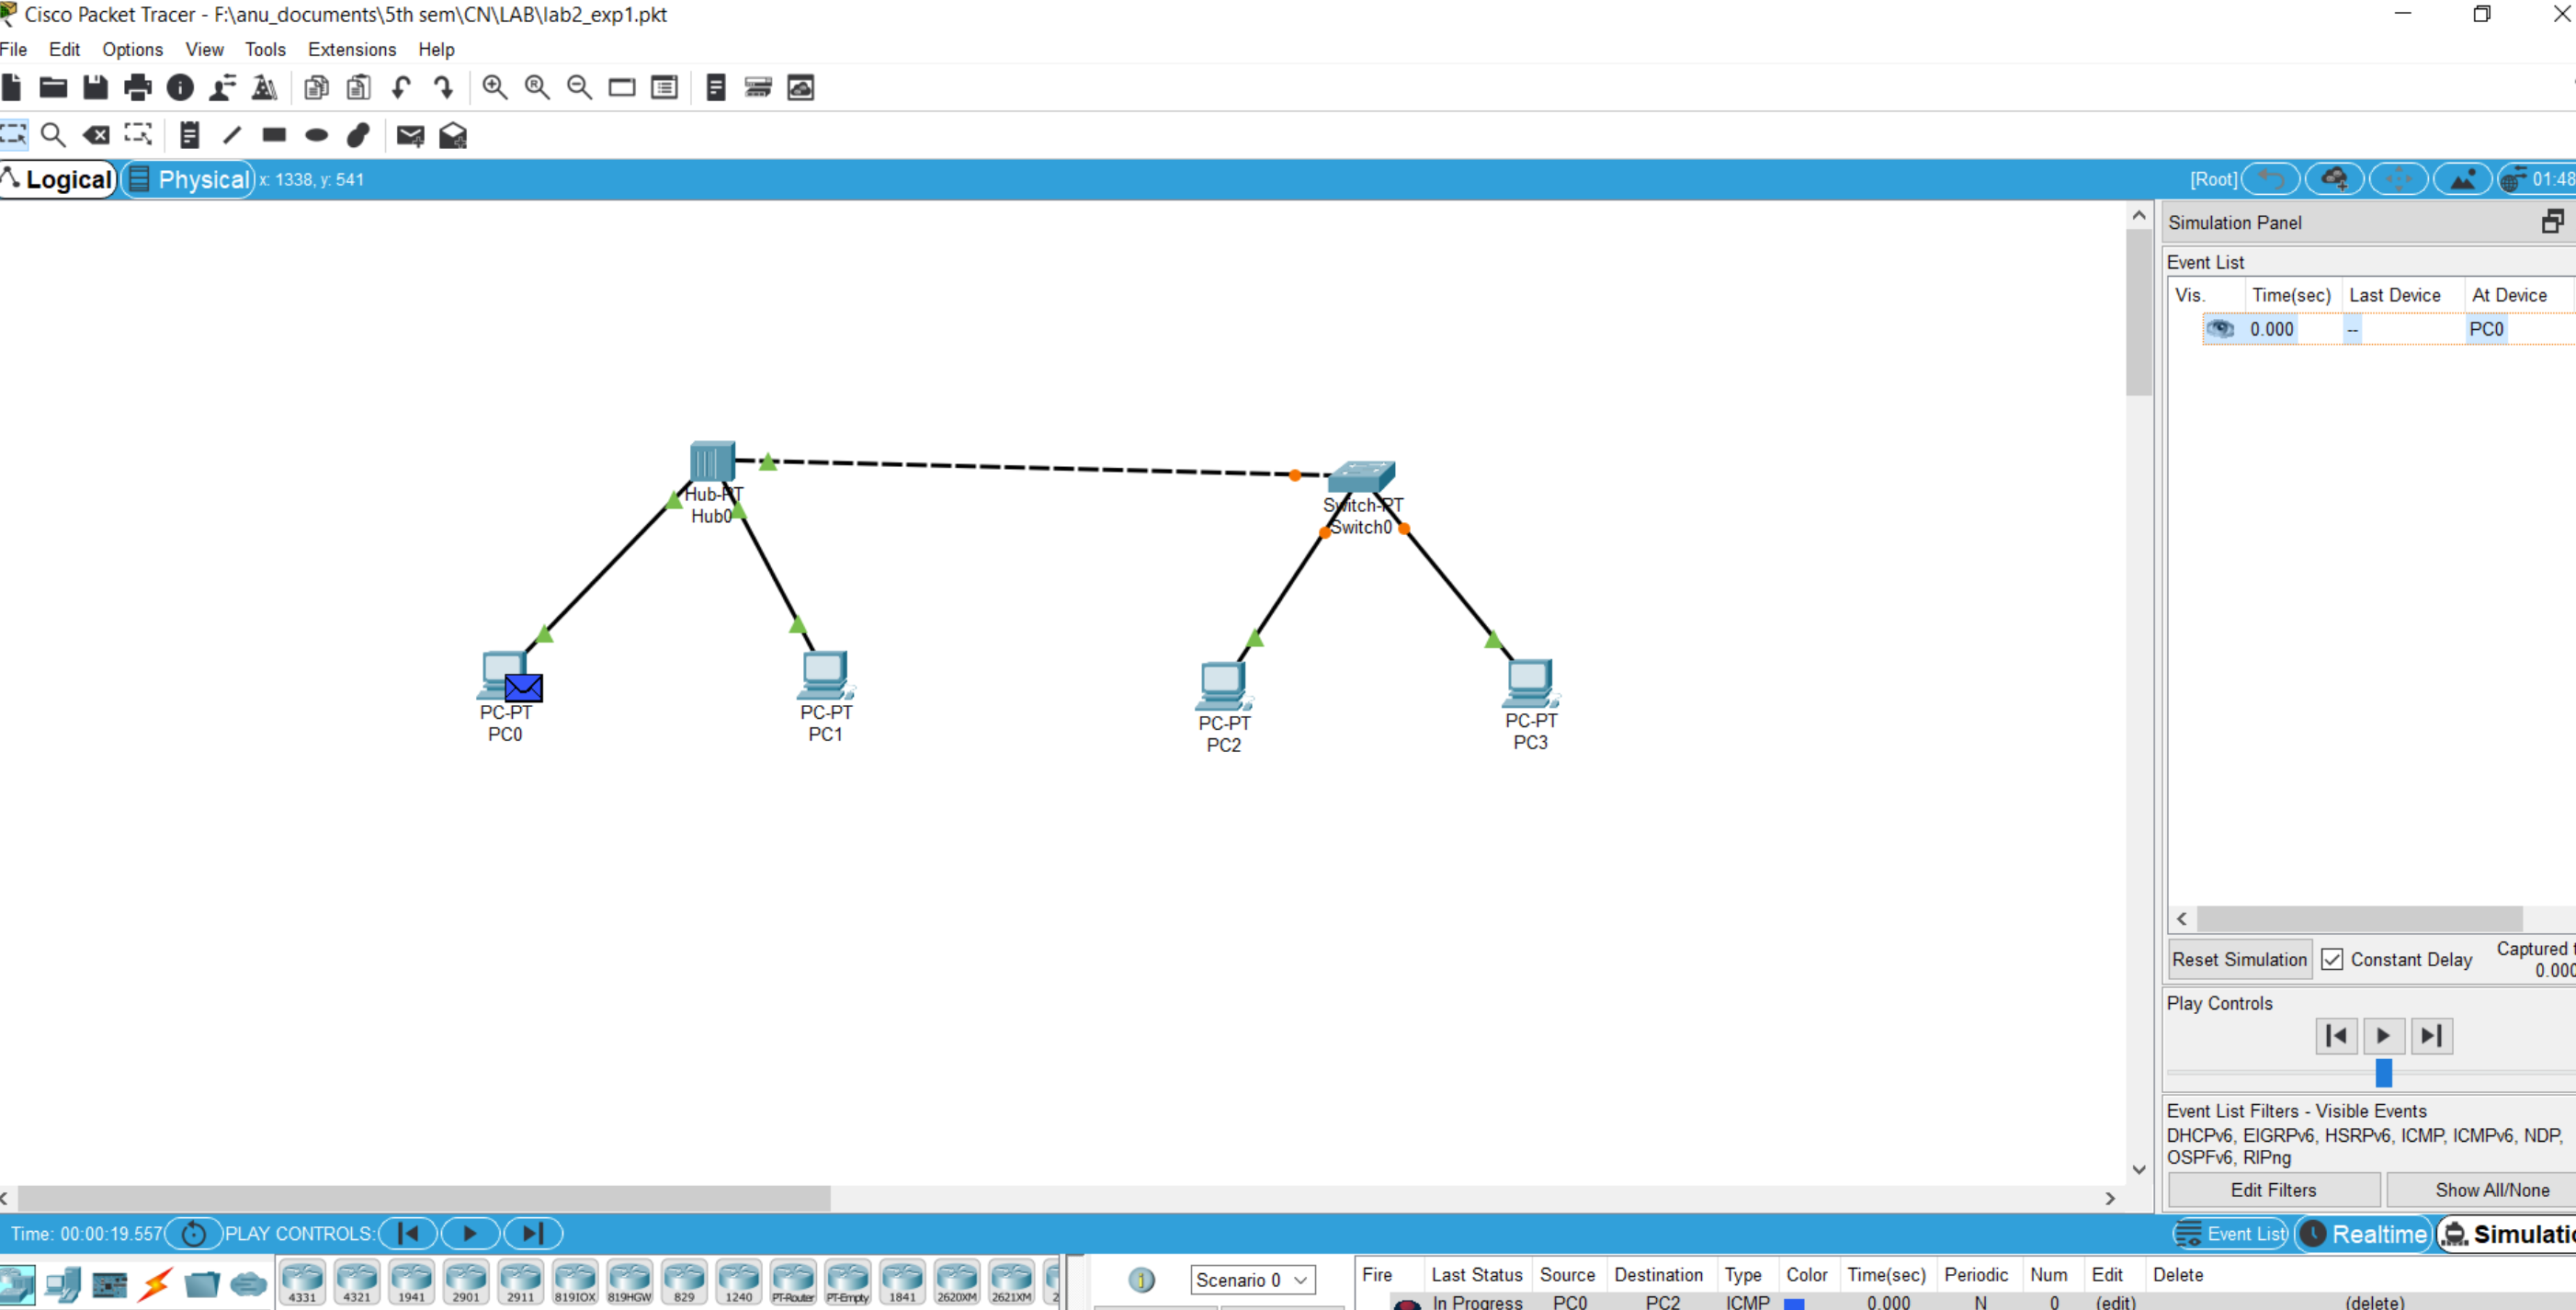 Cisco Packet Tracer - F:\anu_documents\5th sem\CN\LAB\lab2_exp1.pkt
File Edit Options View Tools Extensions Help
Logical Physical x: 1338, y: 541 [Root] 01:48
Simulation Panel
Event List
Vis. Time(sec) Last Device At Device
0.000 -- PC0
Hub-PT
Hub0
Switch-PT
Switch0
PC-PT
PC0
PC-PT
PC1
PC-PT
PC2
PC-PT
PC3
Reset Simulation Constant Delay Captured t
0.000
Play Controls
Event List Filters - Visible Events
DHCPv6, EIGRPv6, HSRPv6, ICMP, ICMPv6, NDP,
OSPFv6, RIPng
Edit Filters Show All/None
Time: 00:00:19.557 PLAY CONTROLS: Event List Realtime Simulatio
4331 4321 1941 2901 2911 819IOX 819HGW 829 1240 PT-Router PT-Empty 1841 2620XM 2621XM 2
Scenario 0
Fire Last Status Source Destination Type Color Time(sec) Periodic Num Edit Delete
In Progress PC0 PC2 ICMP 0.000 N 0 (edit) (delete)